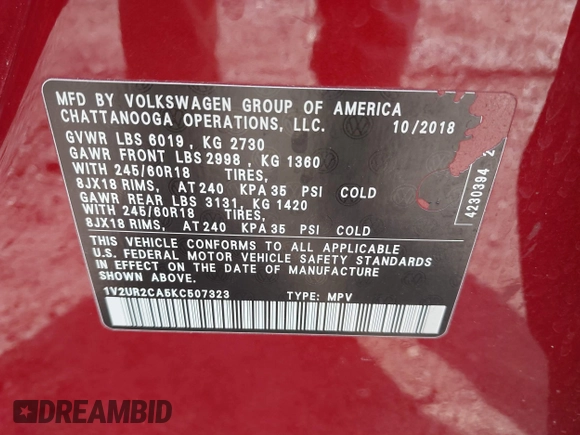 MFD BY VOLKSWAGEN GROUP OF AMERICA
CHATTANOOGA OPERATIONS, LLC. 10/2018
GVWR LBS 6019 , KG 2730
GAWR FRONT LBS 2998 , KG 1360
WITH 245/60R18 TIRES,
8JX18 RIMS, AT 240 KPA 35 PSI COLD
GAWR REAR LBS 3131, KG 1420
WITH 245/60R18 TIRES,
8JX18 RIMS, AT 240 KPA 35 PSI COLD
THIS VEHICLE CONFORMS TO ALL APPLICABLE
U.S. FEDERAL MOTOR VEHICLE SAFETY STANDARDS
IN EFFECT ON THE DATE OF MANUFACTURE
SHOWN ABOVE.
1V2UR2CA5KC507323 TYPE: MPV
4230394 2
DREAMBID